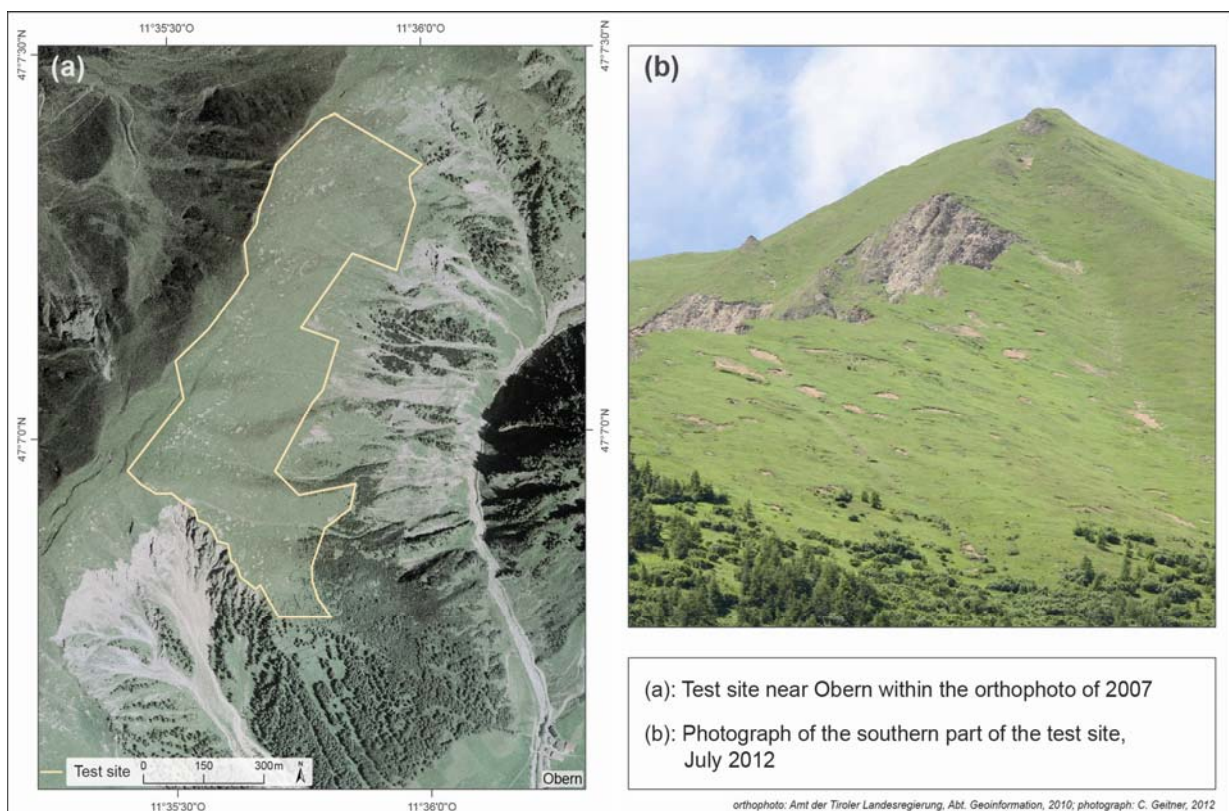 11°35'30"O 11°36'0"O
47°7'30"N 47°7'30"N
(a) (b)
47°7'0"N 47°7'0"N
Test site 0 150 300 m N
Obern
11°35'30"O 11°36'0"O
(a): Test site near Obern within the orthophoto of 2007
(b): Photograph of the southern part of the test site,
July 2012
orthophoto: Amt der Tiroler Landesregierung, Abt. Geoinformation, 2010; photograph: C. Geitner, 2012